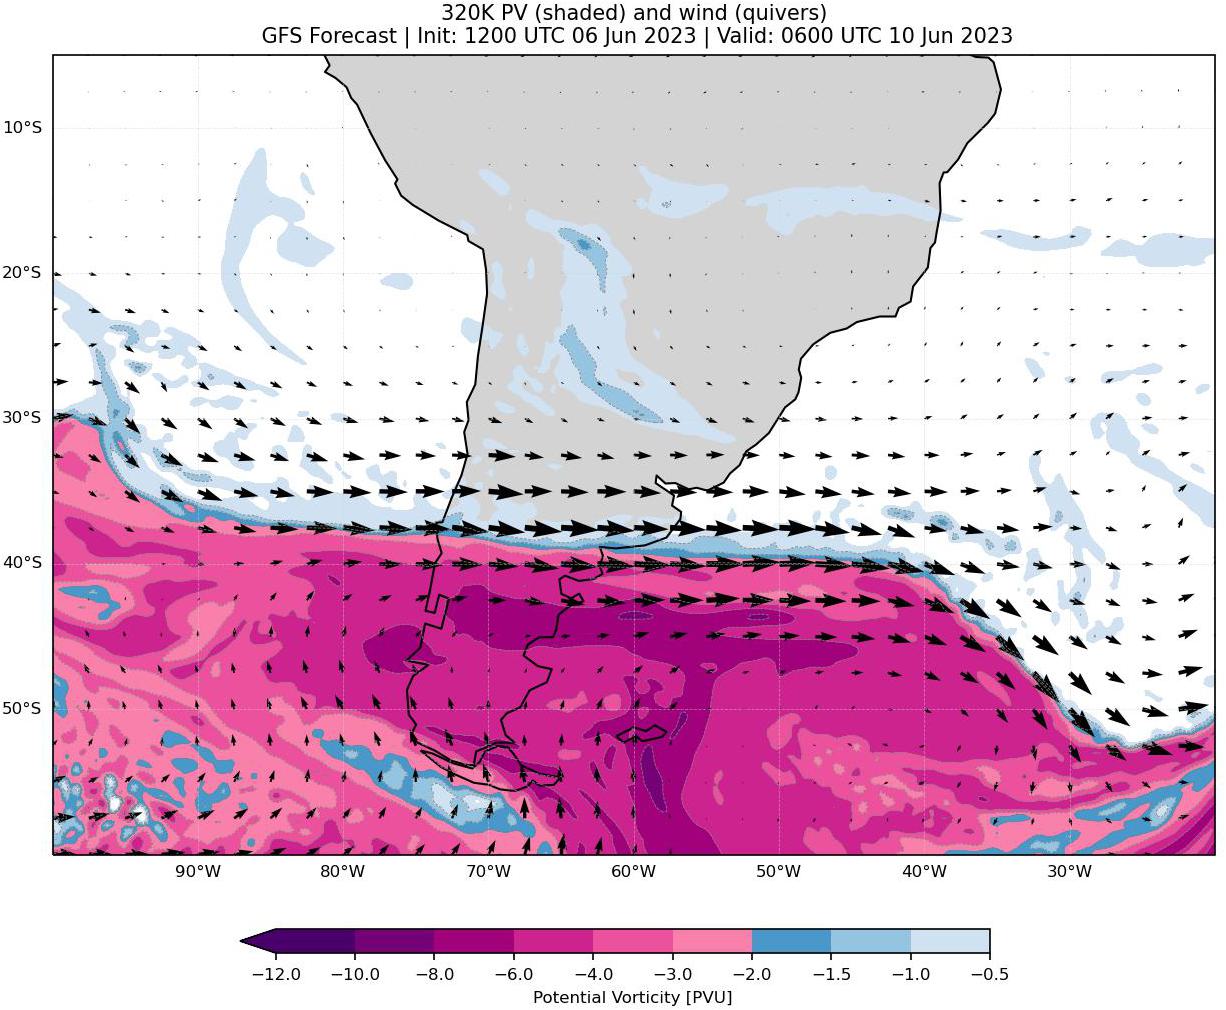 320K PV (shaded) and wind (quivers)
GFS Forecast | Init: 1200 UTC 06 Jun 2023 | Valid: 0600 UTC 10 Jun 2023
10°S
20°S
30°S
40°S
50°S
90°W 80°W 70°W 60°W 50°W 40°W 30°W
−12.0 −10.0 −8.0 −6.0 −4.0 −3.0 −2.0 −1.5 −1.0 −0.5
Potential Vorticity [PVU]